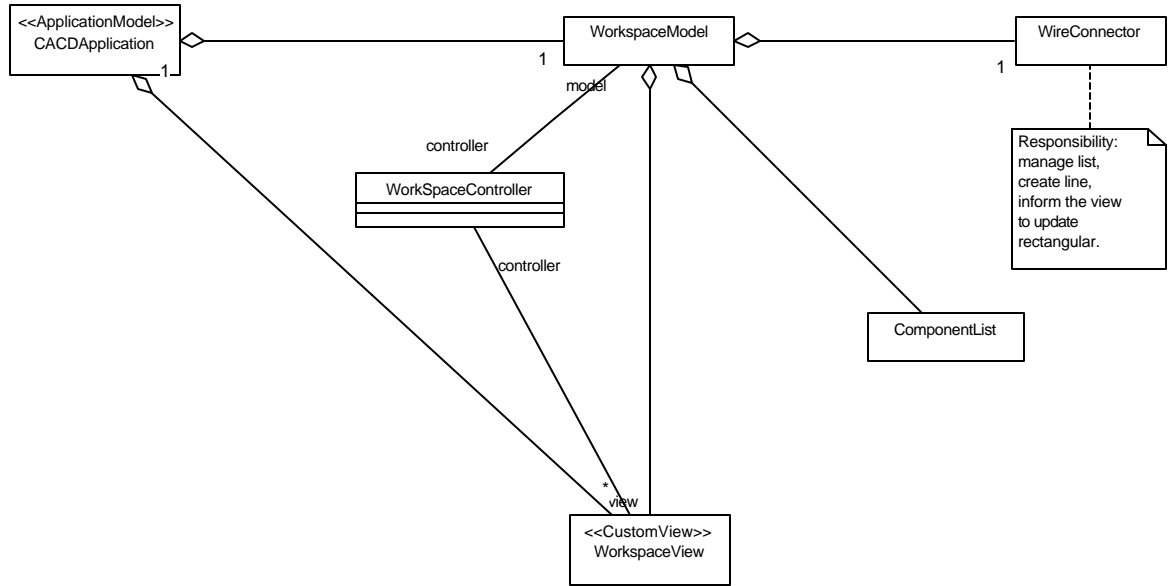 <<ApplicationModel>>
CACDApplication
1
WorkspaceModel
1
WireConnector
1
model
controller
WorkSpaceController
controller
Responsibility:
manage list,
create line,
inform the view
to update
rectangular.
ComponentList
*
view
<<CustomView>>
WorkspaceView